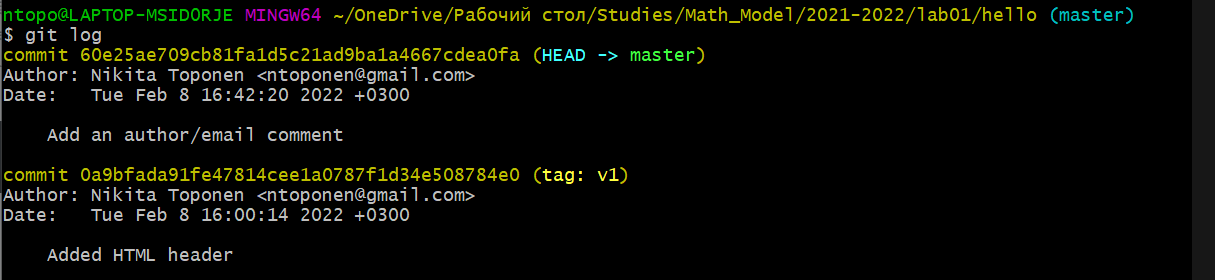 ntopo@LAPTOP-MSIDORJE MINGW64 ~/OneDrive/Рабочий стол/Studies/Math_Model/2021-2022/lab01/hello (master)
$ git log
commit 60e25ae709cb81fa1d5c21ad9ba1a4667cdea0fa (HEAD -> master)
Author: Nikita Toponen <ntoponen@gmail.com>
Date:   Tue Feb 8 16:42:20 2022 +0300
    Add an author/email comment
commit 0a9bfada91fe47814cee1a0787f1d34e508784e0 (tag: v1)
Author: Nikita Toponen <ntoponen@gmail.com>
Date:   Tue Feb 8 16:00:14 2022 +0300
    Added HTML header